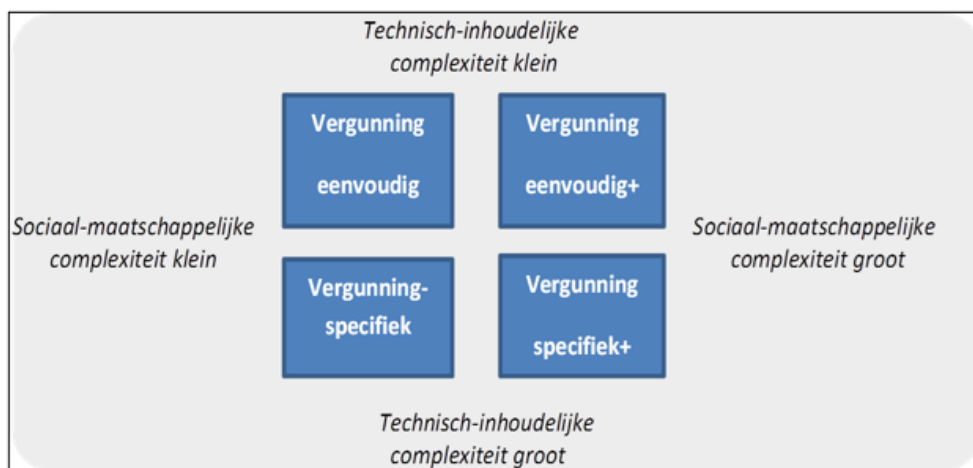 Technisch-inhoudelijke
complexiteit klein
Vergunning
eenvoudig
Vergunning
eenvoudig+
Sociaal-maatschappelijke
complexiteit klein
Sociaal-maatschappelijke
complexiteit groot
Vergunning-
specifiek
Vergunning
specifiek+
Technisch-inhoudelijke
complexiteit groot